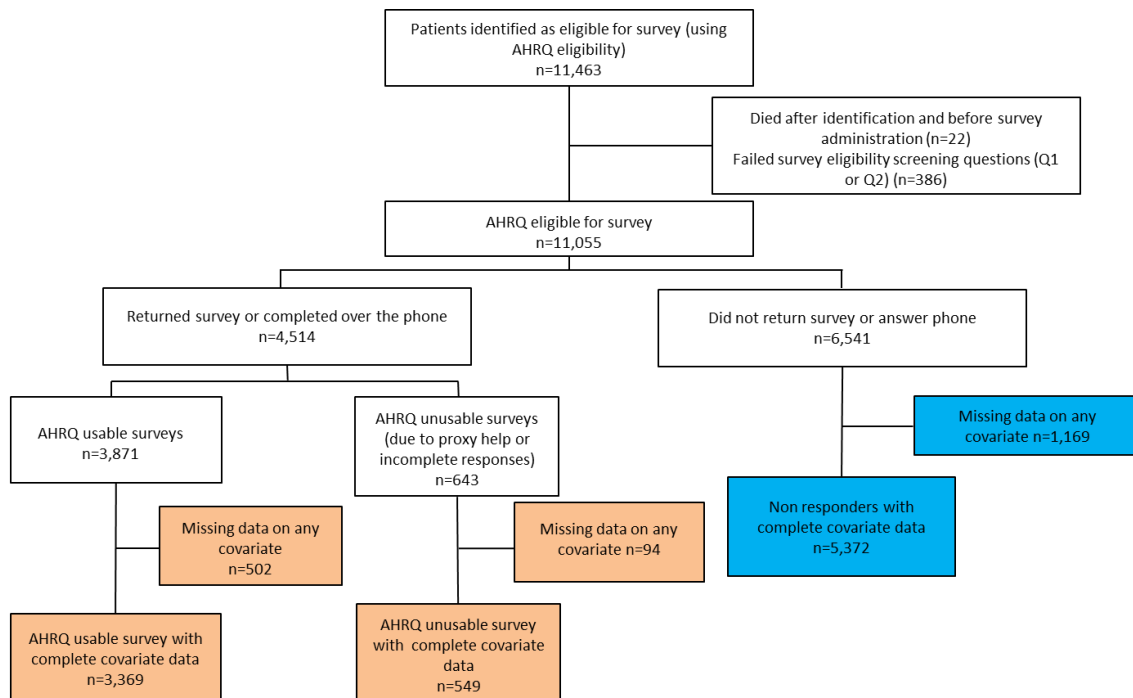 Patients identified as eligible for survey (using
AHRQ eligibility)
n=11,463
Died after identification and before survey
administration (n=22)
Failed survey eligibility screening questions (Q1
or Q2) (n=386)
AHRQ eligible for survey
n=11,055
Returned survey or completed over the phone
n=4,514
Did not return survey or answer phone
n=6,541
AHRQ usable surveys
n=3,871
AHRQ unusable surveys
(due to proxy help or
incomplete responses)
n=643
Missing data on any
covariate n=1,169
Non responders with
complete covariate data
n=5,372
Missing data on any
covariate
n=502
Missing data on any
covariate n=94
AHRQ usable survey with
complete covariate data
n=3,369
AHRQ unusable survey
with complete covariate
data
n=549